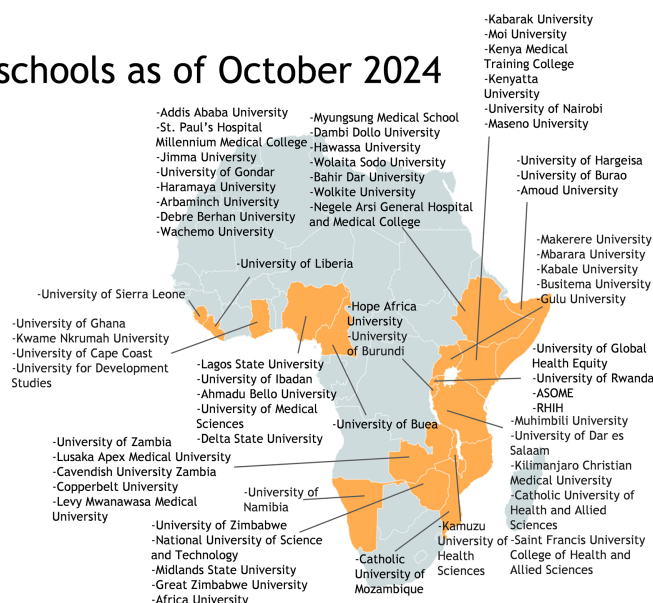 schools as of October 2024
-Kabarak University
-Moi University
-Kenya Medical
Training College
-Kenyatta
University
-University of Nairobi
-Maseno University
-Addis Ababa University
-St. Paul's Hospital
Millennium Medical College
-Jimma University
-University of Gondar
-Haramaya University
-Arbaminch University
-Debre Berhan University
-Wachemo University
-Myungsung Medical School
-Dambi Dollo University
-Hawassa University
-Wolaita Sodo University
-Bahir Dar University
-Wolkite University
-Negele Arsi General Hospital
and Medical College
-University of Hargeisa
-University of Burao
-Amoud University
-Makerere University
-Mbarara University
-Kabale University
-Busitema University
-Gulu University
-University of Liberia
-University of Sierra Leone
-University of Ghana
-Kwame Nkrumah University
-University of Cape Coast
-University for Development
Studies
-Hope Africa
University
-University
of Burundi
-University of Global
Health Equity
-University of Rwanda
-ASOME
-RHIH
-Lagos State University
-University of Ibadan
-Ahmadu Bello University
-University of Medical
Sciences
-Delta State University
-University of Buea
-Muhimbili University
-University of Dar es
Salaam
-Kilimanjaro Christian
Medical University
-Catholic University of
Health and Allied
Sciences
-Saint Francis University
College of Health and
Allied Sciences
-University of Zambia
-Lusaka Apex Medical University
-Cavendish University Zambia
-Copperbelt University
-Levy Mwanawasa Medical
University
-University of
Namibia
-University of Zimbabwe
-National University of Science
and Technology
-Midlands State University
-Great Zimbabwe University
-Africa University
-Kamuzu
University of
Health
Sciences
-Catholic
University of
Mozambique